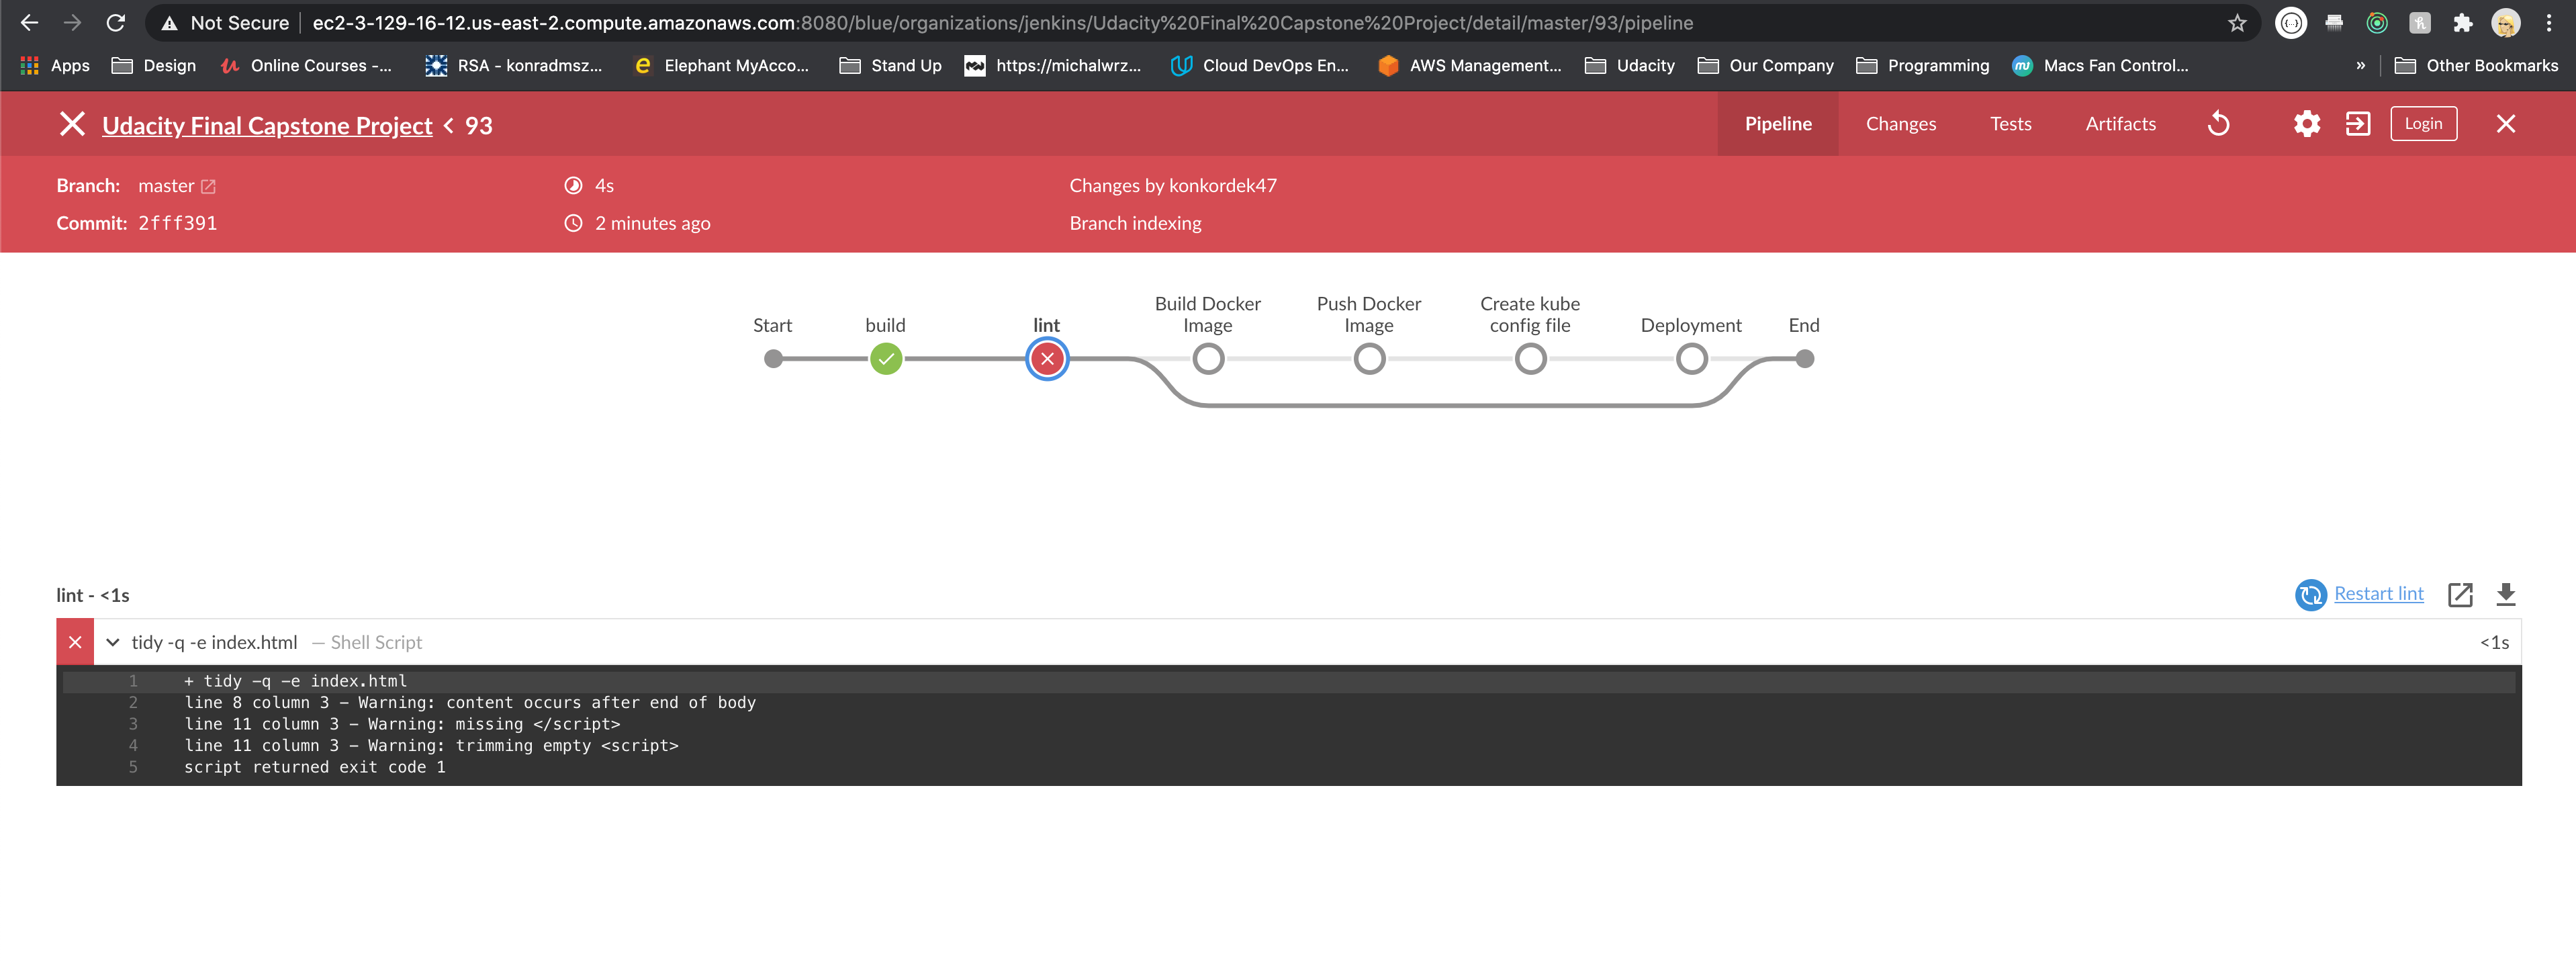 Not Secure ec2-3-129-16-12.us-east-2.compute.amazonaws.com:8080/blue/organizations/jenkins/Udacity%20Final%20Capstone%20Project/detail/master/93/pipeline
Apps Design Online Courses -... RSA - konradmsz... Elephant MyAcco... Stand Up https://michalwrz... Cloud DevOps En... AWS Management... Udacity Our Company Programming Macs Fan Control... » Other Bookmarks
Udacity Final Capstone Project < 93 Pipeline Changes Tests Artifacts Login
Branch: master 4s Changes by konkordek47
Commit: 2fff391 2 minutes ago Branch indexing
Start build lint Build Docker Image Push Docker Image Create kube config file Deployment End
lint - <1s Restart lint
tidy -q -e index.html — Shell Script <1s
1 + tidy -q -e index.html
2 line 8 column 3 - Warning: content occurs after end of body
3 line 11 column 3 - Warning: missing </script>
4 line 11 column 3 - Warning: trimming empty <script>
5 script returned exit code 1